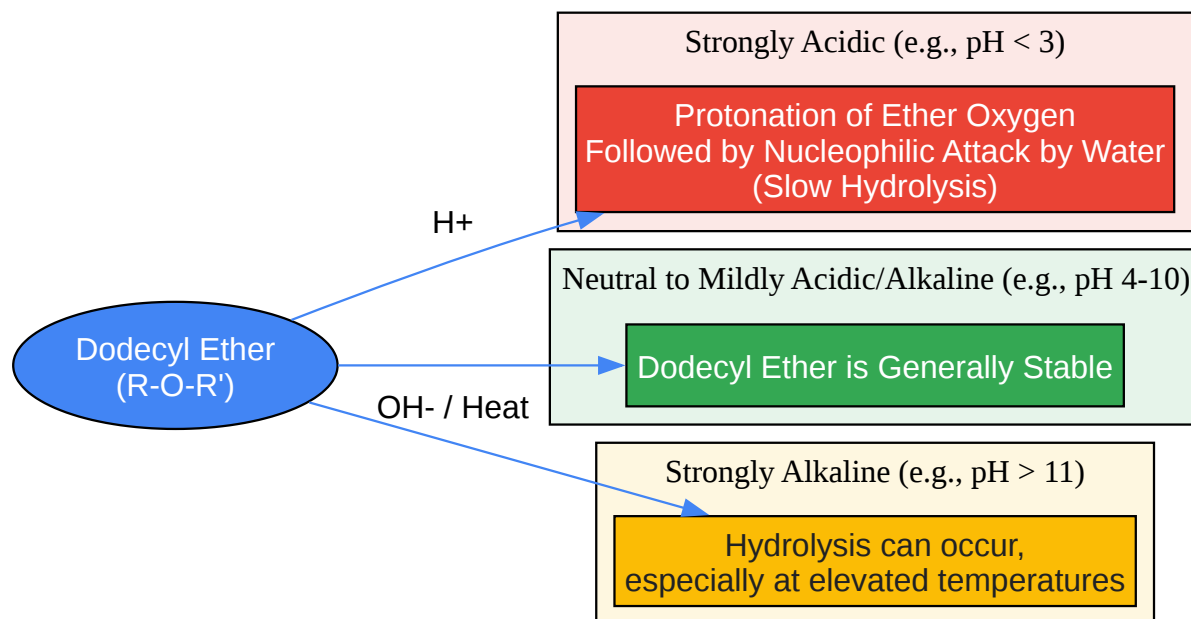 Strongly Acidic (e.g., pH < 3)
Protonation of Ether Oxygen
Followed by Nucleophilic Attack by Water
(Slow Hydrolysis)
H+
Neutral to Mildly Acidic/Alkaline (e.g., pH 4-10)
Dodecyl Ether
(R-O-R')
Dodecyl Ether is Generally Stable
OH- / Heat
Strongly Alkaline (e.g., pH > 11)
Hydrolysis can occur,
especially at elevated temperatures